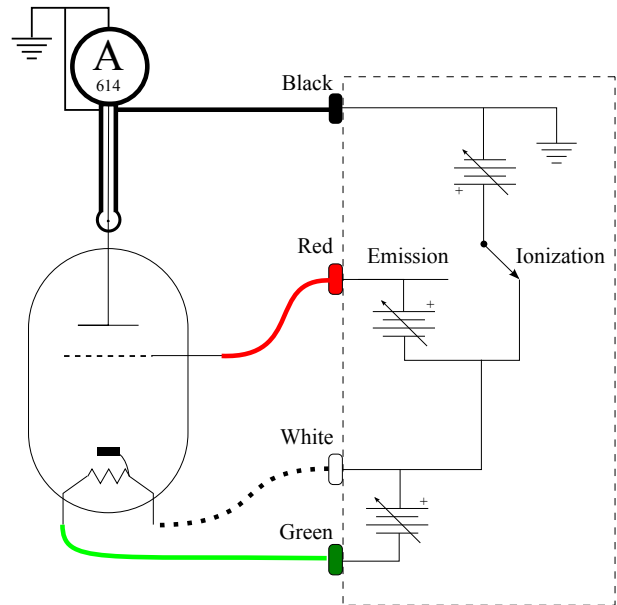 A
614
Black
+
Red
Emission
Ionization
+
White
+
Green